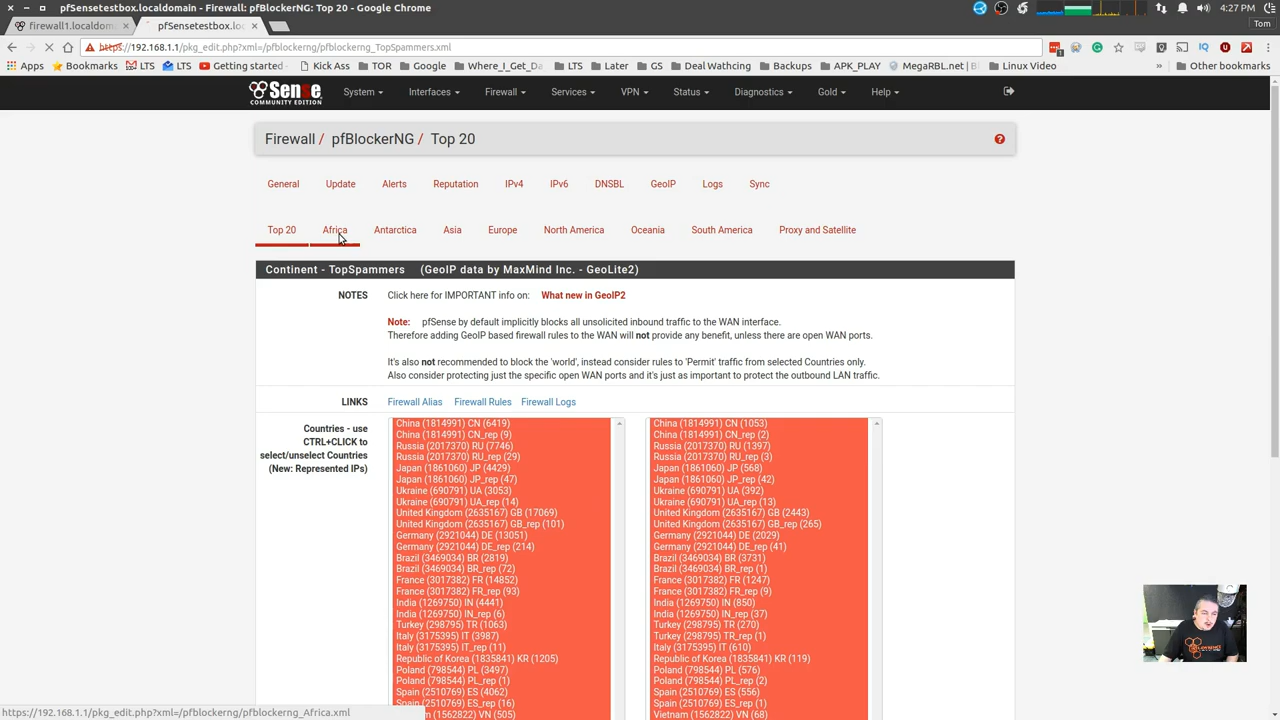 pfSensetestbox.localdomain - Firewall: pfBlockerNG: Top 20 - Google Chrome
4:27 PM
firewall1.localdom
pfSensetestbox.loc
Tom
https://192.168.1.1/pkg_edit.php?xml=/pfblockerng/pfblockerng_TopSpammers.xml
Apps
Bookmarks
LTS
LTS
Getting started
Kick Ass
TOR
Google
Where_I_Get_Da
LTS
Later
GS
Deal Wathcing
Backups
APK_PLAY
MegaRBL.net | B
Linux Video
»
Other bookmarks
Sense
COMMUNITY EDITION
System
Interfaces
Firewall
Services
VPN
Status
Diagnostics
Gold
Help
Firewall / pfBlockerNG / Top 20
General
Update
Alerts
Reputation
IPv4
IPv6
DNSBL
GeoIP
Logs
Sync
Top 20
Africa
Antarctica
Asia
Europe
North America
Oceania
South America
Proxy and Satellite
Continent - TopSpammers (GeoIP data by MaxMind Inc. - GeoLite2)
NOTES
Click here for IMPORTANT info on: What new in GeoIP2
Note: pfSense by default implicitly blocks all unsolicited inbound traffic to the WAN interface.
Therefore adding GeoIP based firewall rules to the WAN will not provide any benefit, unless there are open WAN ports.
It's also not recommended to block the 'world', instead consider rules to 'Permit' traffic from selected Countries only.
Also consider protecting just the specific open WAN ports and it's just as important to protect the outbound LAN traffic.
LINKS
Firewall Alias
Firewall Rules
Firewall Logs
Countries - use
CTRL+CLICK to
select/unselect Countries
(New: Represented IPs)
China (1814991) CN (6419)
China (1814991) CN_rep (9)
Russia (2017370) RU (7746)
Russia (2017370) RU_rep (29)
Japan (1861060) JP (4429)
Japan (1861060) JP_rep (47)
Ukraine (690791) UA (3053)
Ukraine (690791) UA_rep (14)
United Kingdom (2635167) GB (17069)
United Kingdom (2635167) GB_rep (101)
Germany (2921044) DE (13051)
Germany (2921044) DE_rep (214)
Brazil (3469034) BR (2819)
Brazil (3469034) BR_rep (72)
France (3017382) FR (14852)
France (3017382) FR_rep (93)
India (1269750) IN (4441)
India (1269750) IN_rep (6)
Turkey (298795) TR (1063)
Italy (3175395) IT (3987)
Italy (3175395) IT_rep (11)
Republic of Korea (1835841) KR (1205)
Poland (798544) PL (3497)
Poland (798544) PL_rep (1)
Spain (2510769) ES (4062)
Spain (2510769) ES_rep (16)
m (1562822) VN (505)
China (1814991) CN (1053)
China (1814991) CN_rep (2)
Russia (2017370) RU (1397)
Russia (2017370) RU_rep (3)
Japan (1861060) JP (568)
Japan (1861060) JP_rep (42)
Ukraine (690791) UA (392)
Ukraine (690791) UA_rep (13)
United Kingdom (2635167) GB (2443)
United Kingdom (2635167) GB_rep (265)
Germany (2921044) DE (2029)
Germany (2921044) DE_rep (41)
Brazil (3469034) BR (3731)
Brazil (3469034) BR_rep (1)
France (3017382) FR (1247)
France (3017382) FR_rep (9)
India (1269750) IN (850)
India (1269750) IN_rep (37)
Turkey (298795) TR (270)
Turkey (298795) TR_rep (1)
Italy (3175395) IT (610)
Republic of Korea (1835841) KR (119)
Poland (798544) PL (576)
Poland (798544) PL_rep (2)
Spain (2510769) ES (556)
Spain (2510769) ES_rep (1)
Vietnam (1562822) VN (68)
https://192.168.1.1/pkg_edit.php?xml=/pfblockerng/pfblockerng_Africa.xml